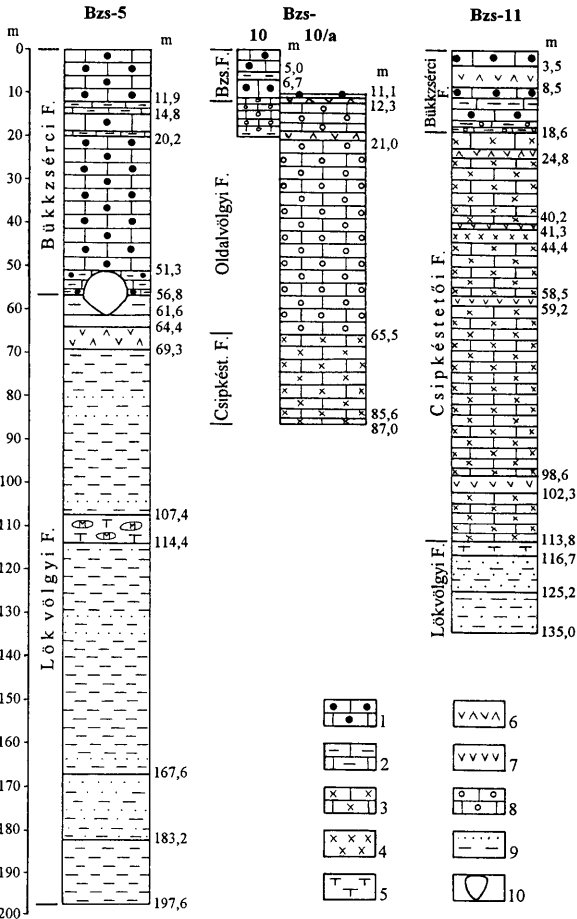 Bzs-5
Bzs-
10
10/a
Bzs-11
m
0
10
20
30
40
50
60
70
80
90
100
110
120
130
140
150
160
170
180
190
200
Bükkzsérci F.
Lökvölgyi F.
m
11,9
14,8
20,2
51,3
56,8
61,6
64,4
69,3
107,4
114,4
167,6
183,2
197,6
M
T
M
T
M
T
Bzs.F.
Oldalvölgyi F.
Csipkést. F.
m
5,0
6,7
m
11,1
12,3
21,0
65,5
85,6
87,0
Bükkzsérci F.
Csipkéstetői F.
Lökvölgyi F.
m
3,5
8,5
18,6
24,8
40,2
41,3
44,4
58,5
59,2
98,6
102,3
113,8
116,7
125,2
135,0
1
2
3
4
5
6
7
8
9
10